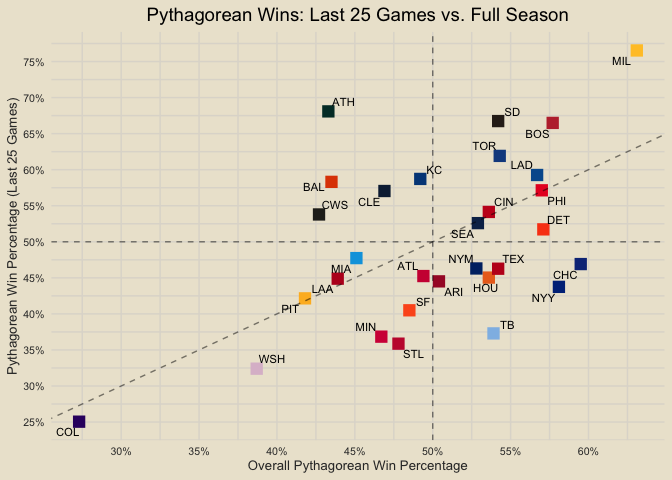 Pythagorean Wins: Last 25 Games vs. Full Season
Pythagorean Win Percentage (Last 25 Games)
75%
70%
65%
60%
55%
50%
45%
40%
35%
30%
25%
MIL
ATH
SD
BOS
TOR
LAD
KC
BAL
CLE
PHI
CWS
CIN
DET
SEA
MIA
ATL
NYM
TEX
CHC
LAA
HOU
ARI
NYY
PIT
SF
MIN
TB
STL
WSH
COL
30%
35%
40%
45%
50%
55%
60%
Overall Pythagorean Win Percentage